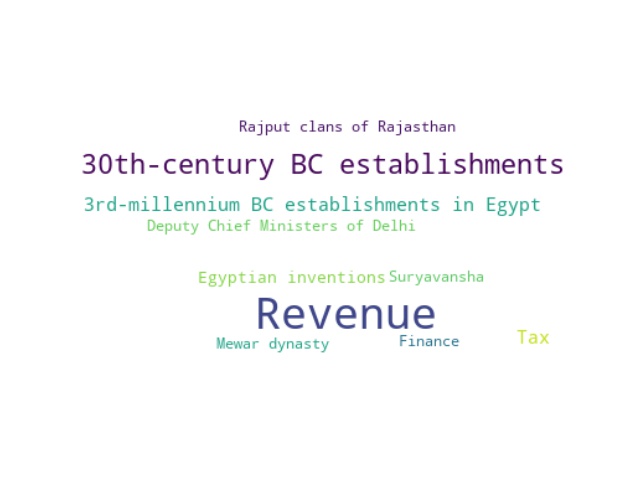 Rajput clans of Rajasthan
30th-century BC establishments
3rd-millennium BC establishments in Egypt
Deputy Chief Ministers of Delhi
Egyptian inventions Suryavansha
Revenue
Tax
Mewar dynasty Finance